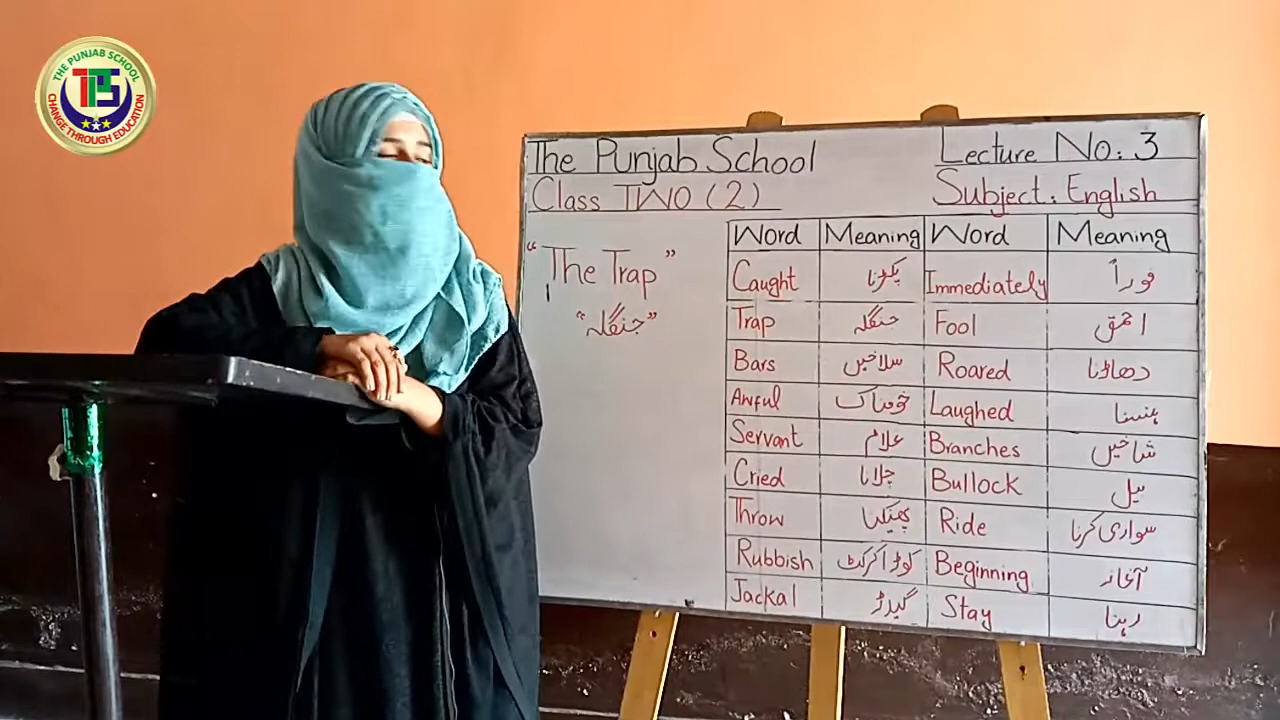 THE PUNJAB SCHOOL
TPS
CHANGE THROUGH EDUCATION
The Punjab School
Lecture No: 3
Class TWO (2)
Subject: English
"The Trap"
"جنگلہ"
Word Meaning Word Meaning
Caught پکڑنا Immediately فوراً
Trap جنگلہ Fool احمق
Bars سلاخیں Roared دھاڑنا
Awful خوفناک Laughed ہنسنا
Servant غلام Branches شاخیں
Cried چلانا Bullock بیل
Throw پھینکنا Ride سواری کرنا
Rubbish کوڑا کرکٹ Beginning آغاز
Jackal گیدڑ Stay رہنا